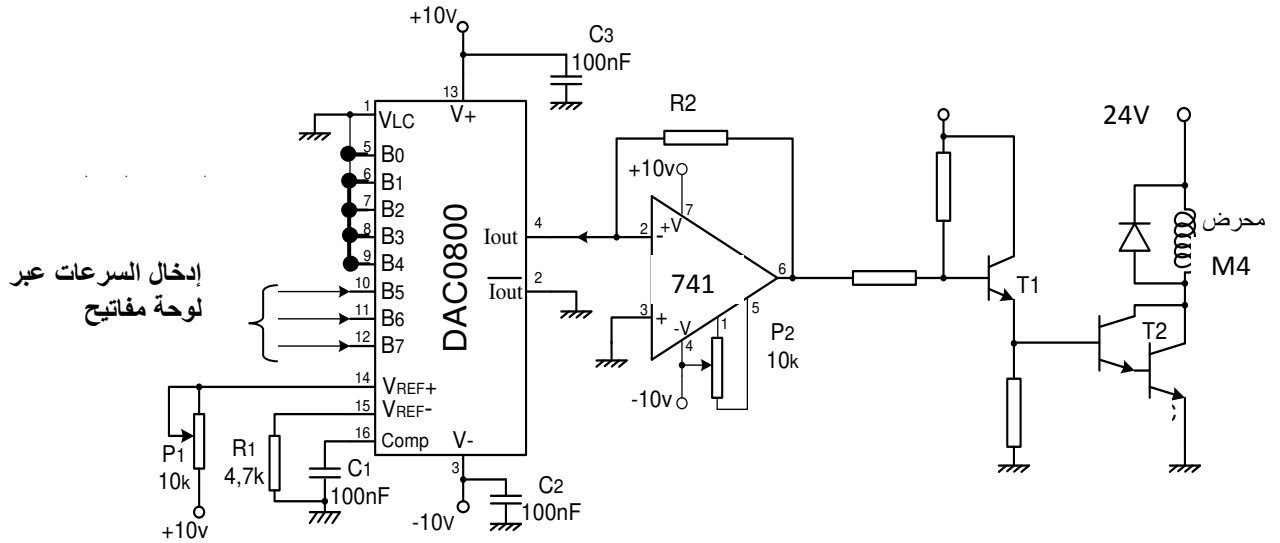 +10v
C3
100nF
13
V+
1
VLC
5
B0
6
B1
7
B2
8
B3
9
B4
10
B5
11
B6
12
B7
إدخال السرعات عبر
لوحة مفاتيح
14
VREF+
15
VREF-
16
Comp
V-
3
DAC0800
Iout
4
Iout
2
P1
10k
+10v
R1
4,7k
C1
100nF
-10v
C2
100nF
R2
+10v
7
+V
2
-
741
6
3
+
-V
4
1
5
-10v
P2
10k
T1
T2
24V
محرض
M4